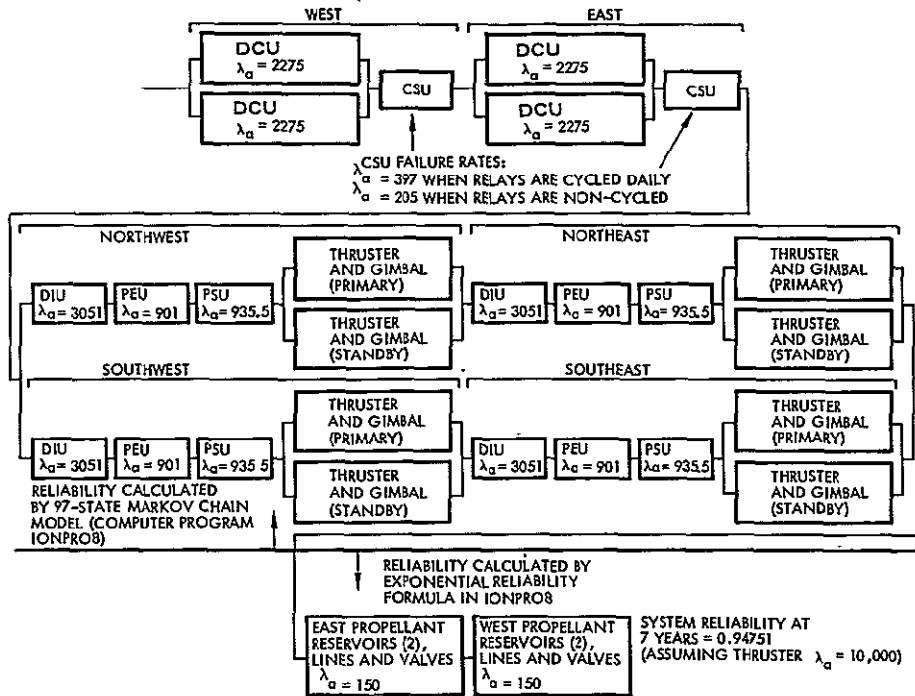 WEST
EAST
DCU
λa = 2275
DCU
λa = 2275
CSU
DCU
λa = 2275
DCU
λa = 2275
CSU
CSU FAILURE RATES:
λa = 397 WHEN RELAYS ARE CYCLED DAILY
λa = 205 WHEN RELAYS ARE NON-CYCLED
NORTHWEST
DIU
λa = 3051
PEU
λa = 901
PSU
λa = 935.5
THRUSTER
AND GIMBAL
(PRIMARY)
THRUSTER
AND GIMBAL
(STANDBY)
NORTHEAST
DIU
λa = 3051
PEU
λa = 901
PSU
λa = 935.5
THRUSTER
AND GIMBAL
(PRIMARY)
THRUSTER
AND GIMBAL
(STANDBY)
SOUTHWEST
DIU
λa = 3051
PEU
λa = 901
PSU
λa = 935 5
THRUSTER
AND GIMBAL
(PRIMARY)
THRUSTER
AND GIMBAL
(STANDBY)
SOUTHEAST
DIU
λa = 3051
PEU
λa = 901
PSU
λa = 935.5
THRUSTER
AND GIMBAL
(PRIMARY)
THRUSTER
AND GIMBAL
(STANDBY)
RELIABILITY CALCULATED
BY 97-STATE MARKOV CHAIN
MODEL (COMPUTER PROGRAM
IONPRO8)
RELIABILITY CALCULATED BY
EXPONENTIAL RELIABILITY
FORMULA IN IONPRO8
EAST PROPELLANT
RESERVOIRS (2),
LINES AND VALVES
λa = 150
WEST PROPELLANT
RESERVOIRS (2),
LINES AND VALVES
λa = 150
SYSTEM RELIABILITY AT
7 YEARS = 0.94751
(ASSUMING THRUSTER λa = 10,000)